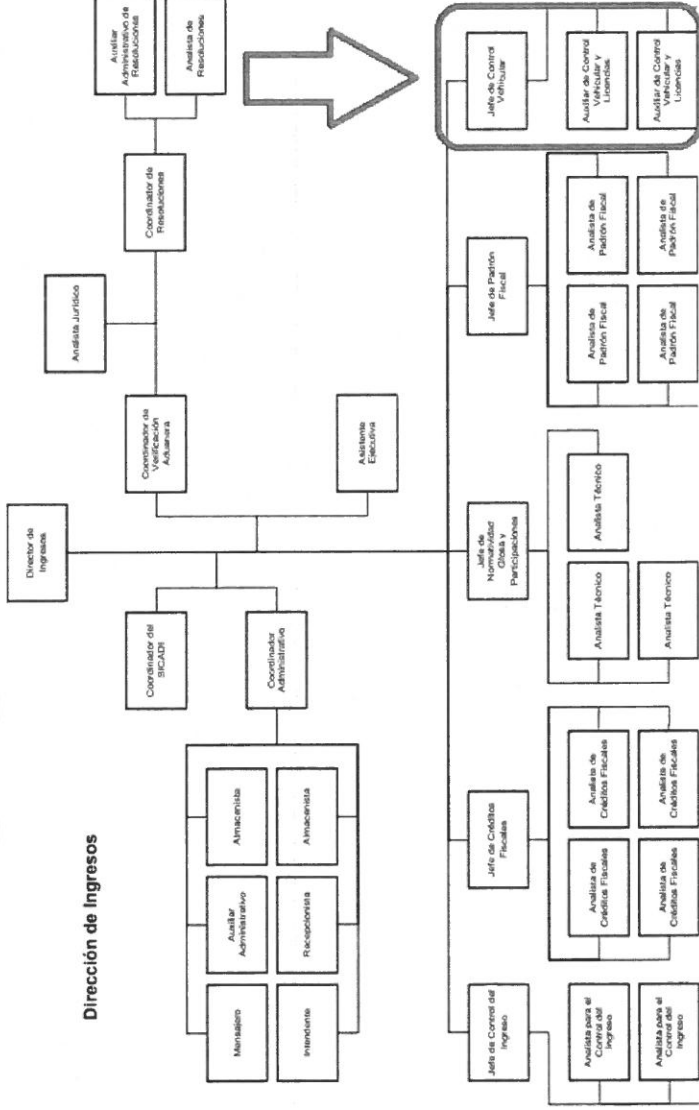 Dirección de Ingresos
Director de
Ingresos
Coordinador del
SICADI
Coordinador
Administrativo
Mensajero
Auxiliar
Administrativo
Almacenista
Intendente
Recepcionista
Almacenista
Coordinador de
Verificación
Aduanera
Asistente
Ejecutiva
Analista Jurídico
Coordinador de
Resoluciones
Auxiliar
Administrativo de
Resoluciones
Analista de
Resoluciones
Jefe de Control del
Ingreso
Analista para el
Control del
Ingreso
Analista para el
Control del
Ingreso
Jefe de Créditos
Fiscales
Analista de
Créditos Fiscales
Analista de
Créditos Fiscales
Analista de
Créditos Fiscales
Analista de
Créditos Fiscales
Jefe de
Normatividad
Glosa y
Participaciones
Analista Técnico
Analista Técnico
Analista Técnico
Jefe de Padrón
Fiscal
Analista de
Padrón Fiscal
Analista de
Padrón Fiscal
Analista de
Padrón Fiscal
Analista de
Padrón Fiscal
Jefe de Control
Vehicular
Auxiliar de Control
Vehicular y
Licencias
Auxiliar de Control
Vehicular y
Licencias